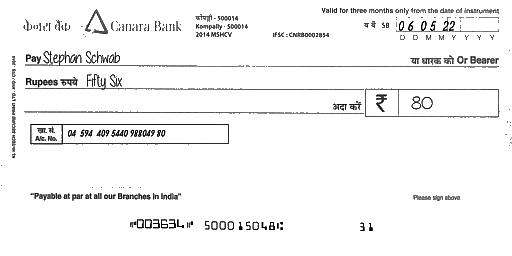 Valid for three months only from the date of instrument
केनरा बैंक Canara Bank
कोंपल्ली - 500014
Kompally - 500014
2014 MSHCV
IFSC : CNRB0002854
SB 06 05 22
D D M M Y Y Y Y
Pay Stephan Schwab या धारक को Or Bearer
Rupees रुपये Fifty Six
अदा करें ₹ 80
खा. सं.
A/c. No. 04 594 409 5440 988049 80
"Payable at par at all our Branches in India"
Please sign above
⑈003634⑈ 500015048⑆ 31